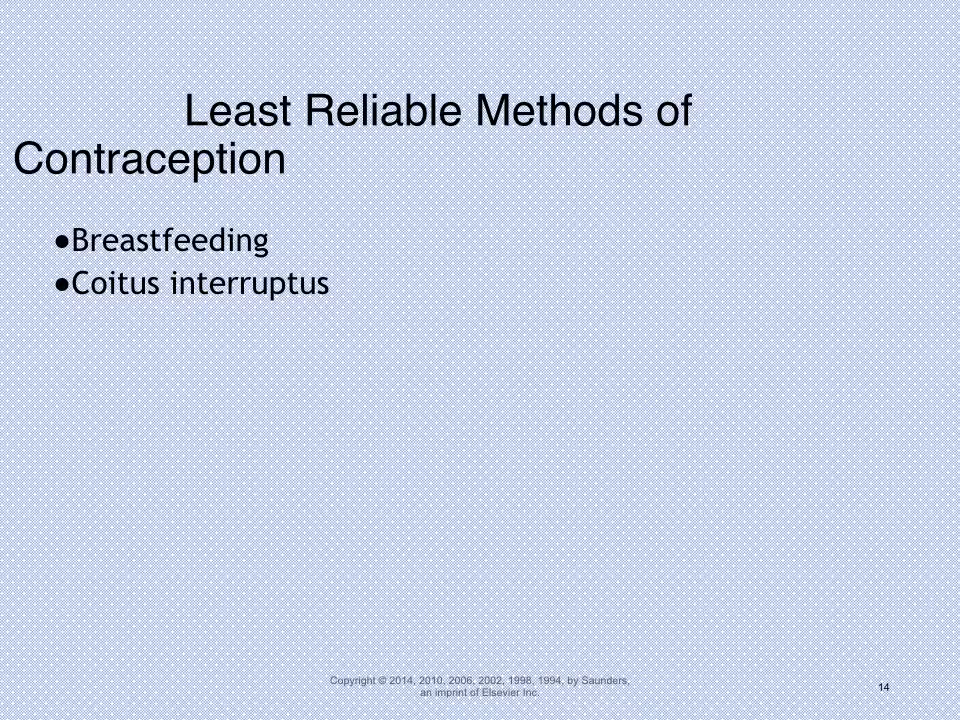 Least Reliable Methods of
Contraception
●Breastfeeding
●Coitus interruptus
Copyright © 2014, 2010, 2006, 2002, 1998, 1994, by Saunders,
an imprint of Elsevier Inc.
14